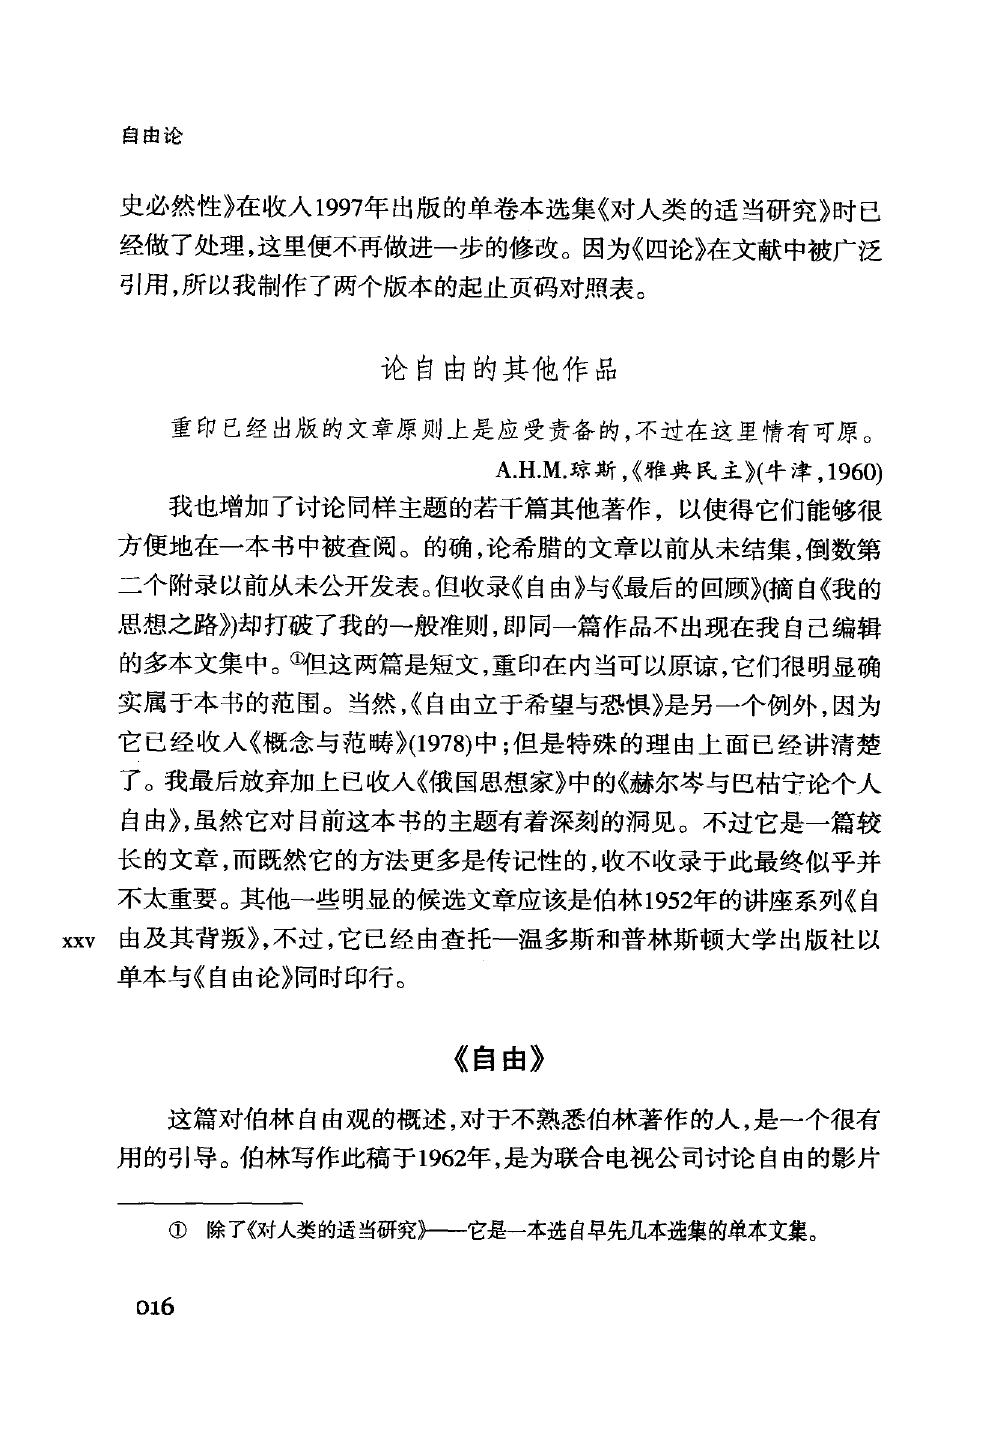 自由论
史必然性》在收入1997年出版的单卷本选集《对人类的适当研究》时已
经做了处理,这里便不再做进一步的修改。因为《四论》在文献中被广泛
引用,所以我制作了两个版本的起止页码对照表。
论自由的其他作品
重印已经出版的文章原则上是应受责备的,不过在这里情有可原。
A.H.M.琼斯,《雅典民主》(牛津,1960)
我也增加了讨论同样主题的若干篇其他著作，以使得它们能够很
方便地在一本书中被查阅。的确,论希腊的文章以前从未结集,倒数第
二个附录以前从未公开发表。但收录《自由》与《最后的回顾》(摘自《我的
思想之路》)却打破了我的一般准则,即同一篇作品不出现在我自己编辑
的多本文集中。①但这两篇是短文,重印在内当可以原谅,它们很明显确
实属于本书的范围。当然,《自由立于希望与恐惧》是另一个例外,因为
它已经收入《概念与范畴》(1978)中;但是特殊的理由上面已经讲清楚
了。我最后放弃加上已收入《俄国思想家》中的《赫尔岑与巴枯宁论个人
自由》,虽然它对目前这本书的主题有着深刻的洞见。不过它是一篇较
长的文章,而既然它的方法更多是传记性的,收不收录于此最终似乎并
不太重要。其他一些明显的候选文章应该是伯林1952年的讲座系列《自
xxv 由及其背叛》,不过,它已经由查托—温多斯和普林斯顿大学出版社以
单本与《自由论》同时印行。
《自由》
这篇对伯林自由观的概述,对于不熟悉伯林著作的人,是一个很有
用的引导。伯林写作此稿于1962年,是为联合电视公司讨论自由的影片
① 除了《对人类的适当研究》——它是一本选自早先几本选集的单本文集。
016